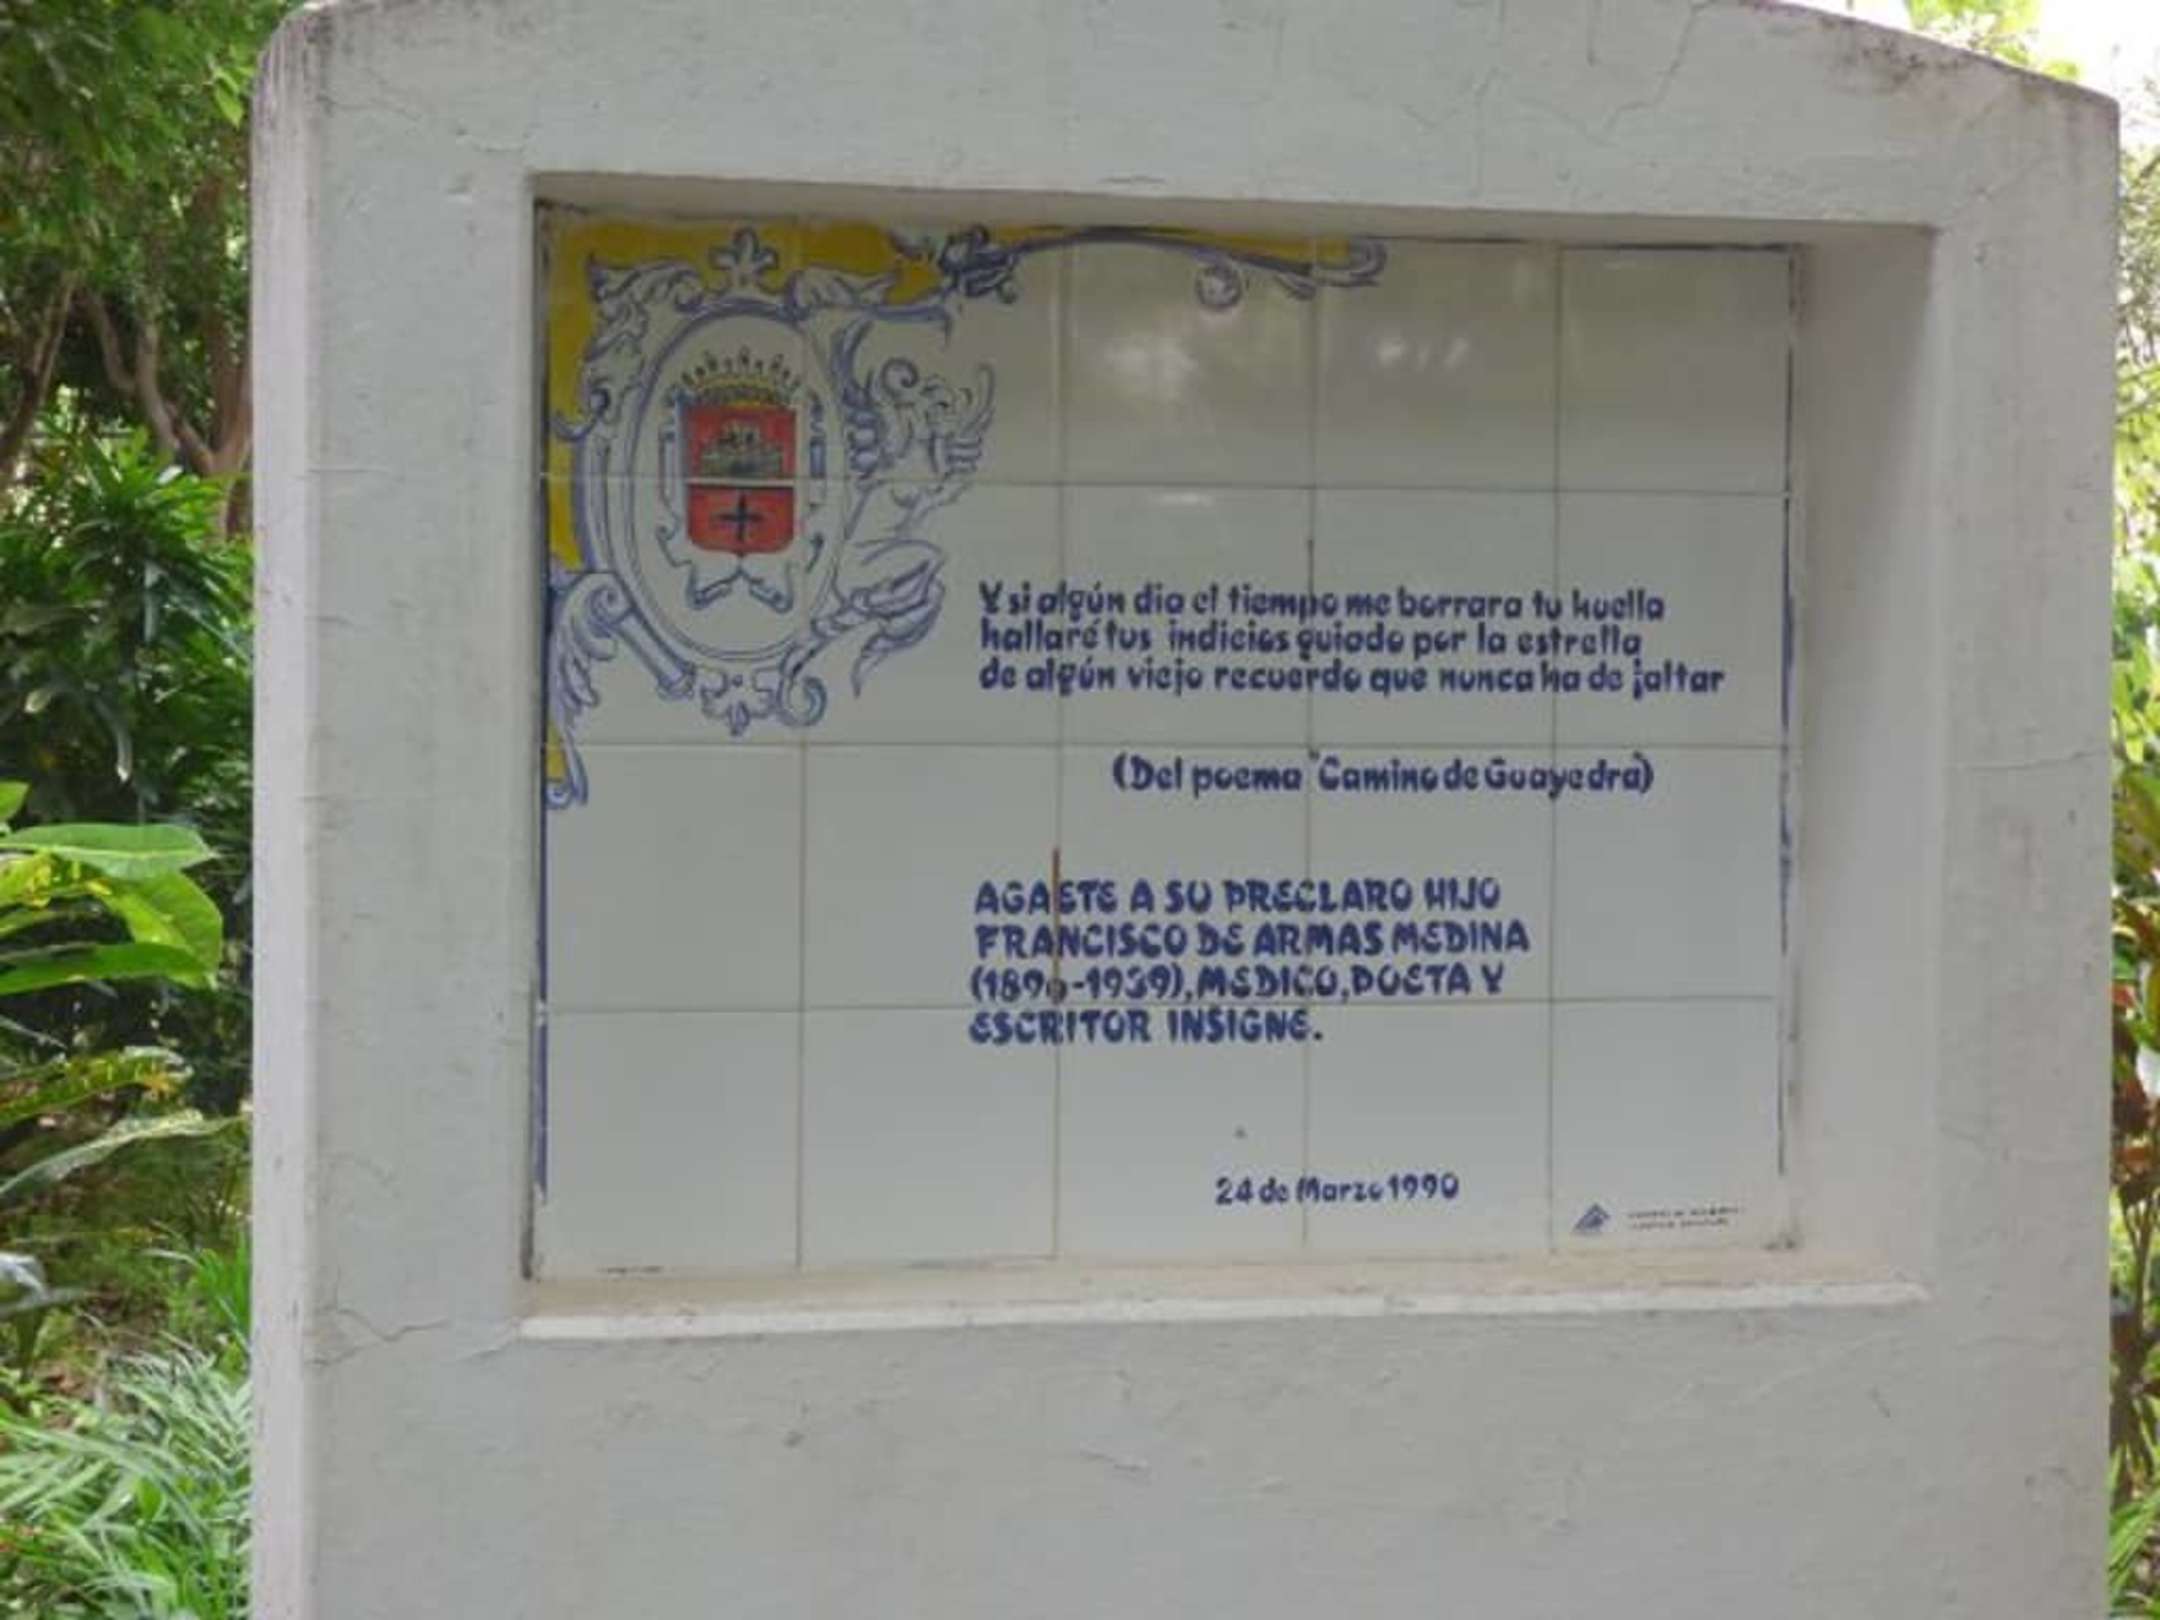 Y si algún dia el tiempo me borrara tu huella
hallaré tus indicios guiado por la estrella
de algún viejo recuerdo que nunca ha de faltar
(Del poema "Camino de Guayedra)
AGAETE A SU PRECLARO HIJO
FRANCISCO DE ARMAS MEDINA
MEDICO, POETA Y
ESCRITOR INSIGNE.
24 de Marzo 1990